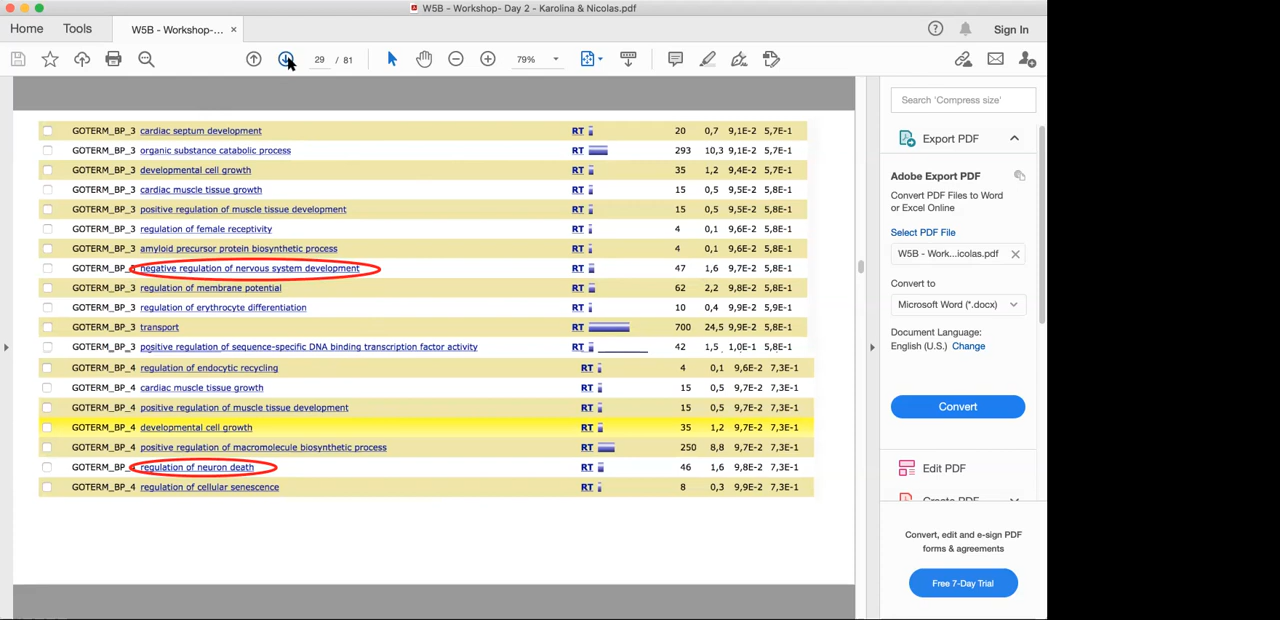 W5B - Workshop- Day 2 - Karolina & Nicolas.pdf
Home Tools W5B - Workshop-... × Sign In
29 / 81 79%
GOTERM_BP_3 cardiac septum development RT 20 0,7 9,1E-2 5,7E-1
GOTERM_BP_3 organic substance catabolic process RT 293 10,3 9,1E-2 5,7E-1
GOTERM_BP_3 developmental cell growth RT 35 1,2 9,4E-2 5,7E-1
GOTERM_BP_3 cardiac muscle tissue growth RT 15 0,5 9,5E-2 5,8E-1
GOTERM_BP_3 positive regulation of muscle tissue development RT 15 0,5 9,5E-2 5,8E-1
GOTERM_BP_3 regulation of female receptivity RT 4 0,1 9,6E-2 5,8E-1
GOTERM_BP_3 amyloid precursor protein biosynthetic process RT 4 0,1 9,6E-2 5,8E-1
GOTERM_BP_3 negative regulation of nervous system development RT 47 1,6 9,7E-2 5,8E-1
GOTERM_BP_3 regulation of membrane potential RT 62 2,2 9,8E-2 5,8E-1
GOTERM_BP_3 regulation of erythrocyte differentiation RT 10 0,4 9,9E-2 5,8E-1
GOTERM_BP_3 transport RT 700 24,5 9,9E-2 5,8E-1
GOTERM_BP_3 positive regulation of sequence-specific DNA binding transcription factor activity RT 42 1,5 1,0E-1 5,8E-1
GOTERM_BP_4 regulation of endocytic recycling RT 4 0,1 9,6E-2 7,3E-1
GOTERM_BP_4 cardiac muscle tissue growth RT 15 0,5 9,7E-2 7,3E-1
GOTERM_BP_4 positive regulation of muscle tissue development RT 15 0,5 9,7E-2 7,3E-1
GOTERM_BP_4 developmental cell growth RT 35 1,2 9,7E-2 7,3E-1
GOTERM_BP_4 positive regulation of macromolecule biosynthetic process RT 250 8,8 9,7E-2 7,3E-1
GOTERM_BP_4 regulation of neuron death RT 46 1,6 9,8E-2 7,3E-1
GOTERM_BP_4 regulation of cellular senescence RT 8 0,3 9,9E-2 7,3E-1
Search 'Compress size'
Export PDF
Adobe Export PDF
Convert PDF Files to Word
or Excel Online
Select PDF File
W5B - Work...icolas.pdf ×
Convert to
Microsoft Word (*.docx)
Document Language:
English (U.S.) Change
Convert
Edit PDF
Create PDF
Convert, edit and e-sign PDF
forms & agreements
Free 7-Day Trial